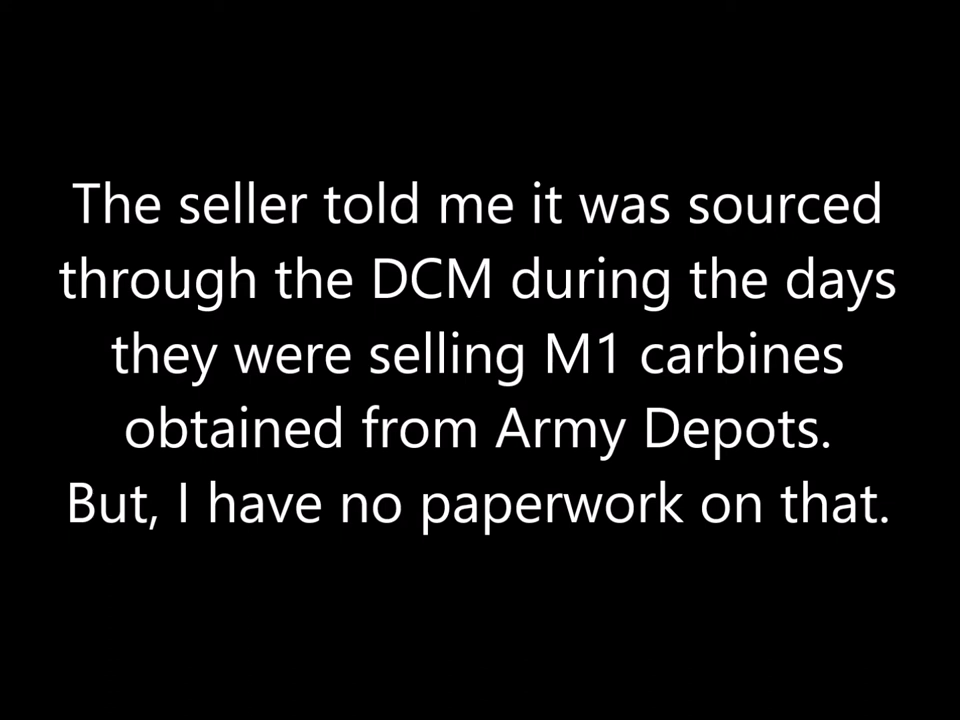 The seller told me it was sourced
through the DCM during the days
they were selling M1 carbines
obtained from Army Depots.
But, I have no paperwork on that.